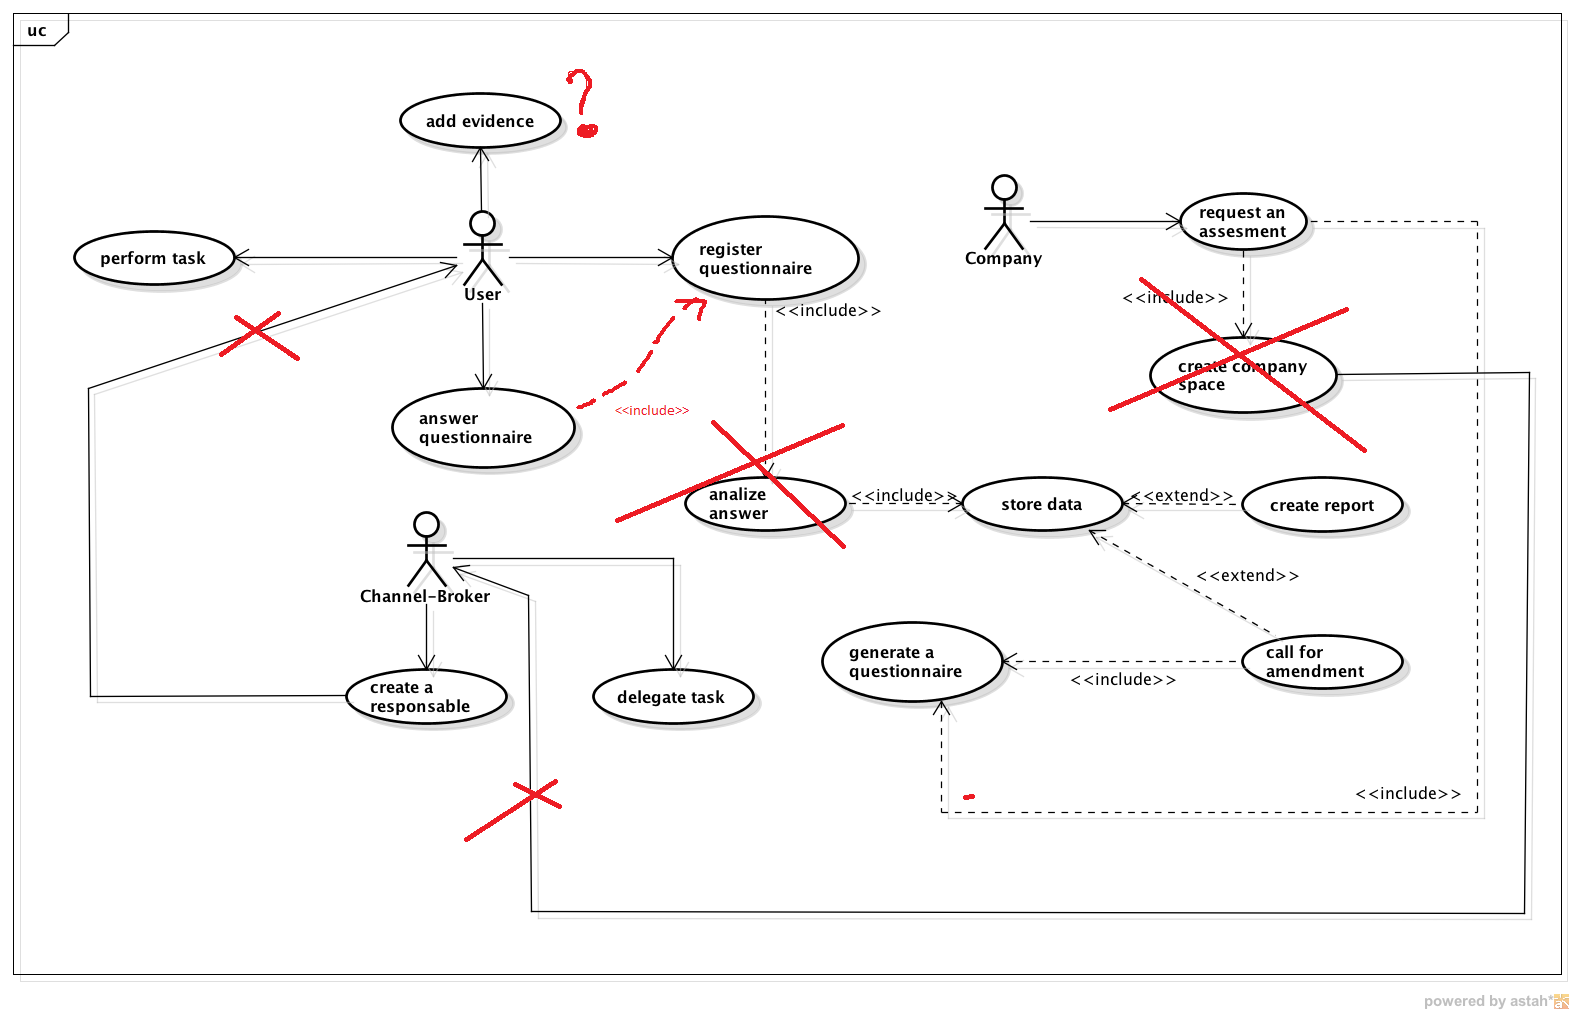 uc
?
add evidence
request an
assesment
register
questionnaire
perform task
Company
User
<<include>>
<<include>>
create company
space
answer
questionnaire
<<include>>
analize
answer
<<include>>
store data
<<extend>>
create report
<<extend>>
Channel-Broker
generate a
questionnaire
call for
amendment
<<include>>
create a
responsable
delegate task
<<include>>
powered by astah*